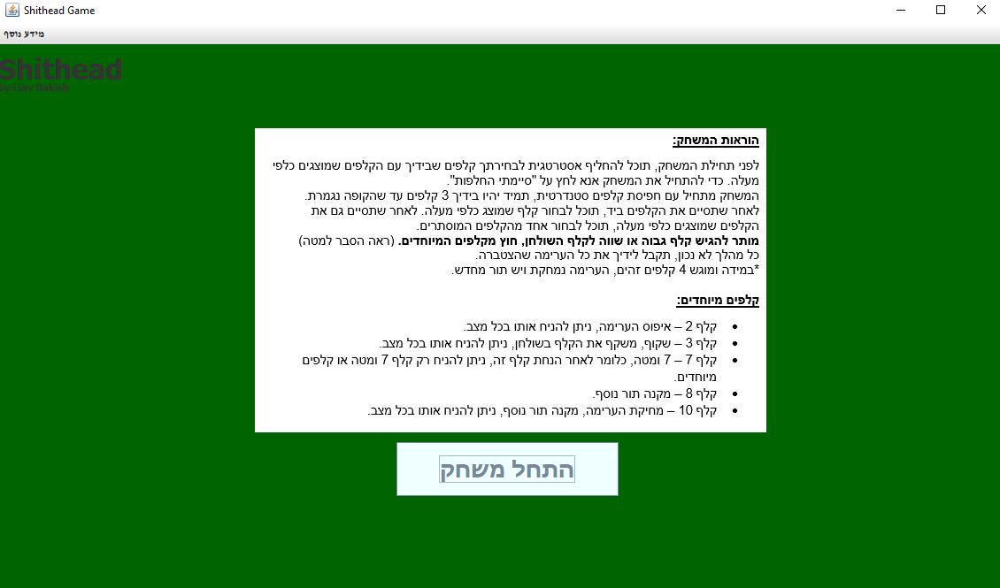 Shithead Game
מידע נוסף
Shithead
by Dav Bakish
הוראות המשחק:
לפני תחילת המשחק, תוכל להחליף אסטרטגית לבחירתך קלפים שבידיך עם הקלפים שמוצגים כלפי
מעלה. כדי להתחיל את המשחק אנא לחץ על "סיימתי החלפות".
המשחק מתחיל עם חפיסת קלפים סטנדרטית, תמיד יהיו בידיך 3 קלפים עד שהקופה נגמרת.
לאחר שתסיים את הקלפים ביד, תוכל לבחור קלף שמוצג כלפי מעלה. לאחר שתסיים גם את
הקלפים שמוצגים כלפי מעלה, תוכל לבחור אחד מהקלפים המוסתרים.
מותר להגיש קלף גבוה או שווה לקלף השולחן, חוץ מקלפים המיוחדים. (ראה הסבר למטה)
כל מהלך לא נכון, תקבל לידיך את כל הערימה שהצטברה.
*במידה ומוגש 4 קלפים זהים, הערימה נמחקת ויש תור מחדש.
קלפים מיוחדים:
• קלף 2 – איפוס הערימה, ניתן להניח אותו בכל מצב.
• קלף 3 – שקוף, משקף את הקלף בשולחן, ניתן להניח אותו בכל מצב.
• קלף 7 – 7 ומטה, כלומר לאחר הנחת קלף זה, ניתן להניח רק קלף 7 ומטה או קלפים
מיוחדים.
• קלף 8 – מקנה תור נוסף.
• קלף 10 – מחיקת הערימה, מקנה תור נוסף, ניתן להניח אותו בכל מצב.
התחל משחק